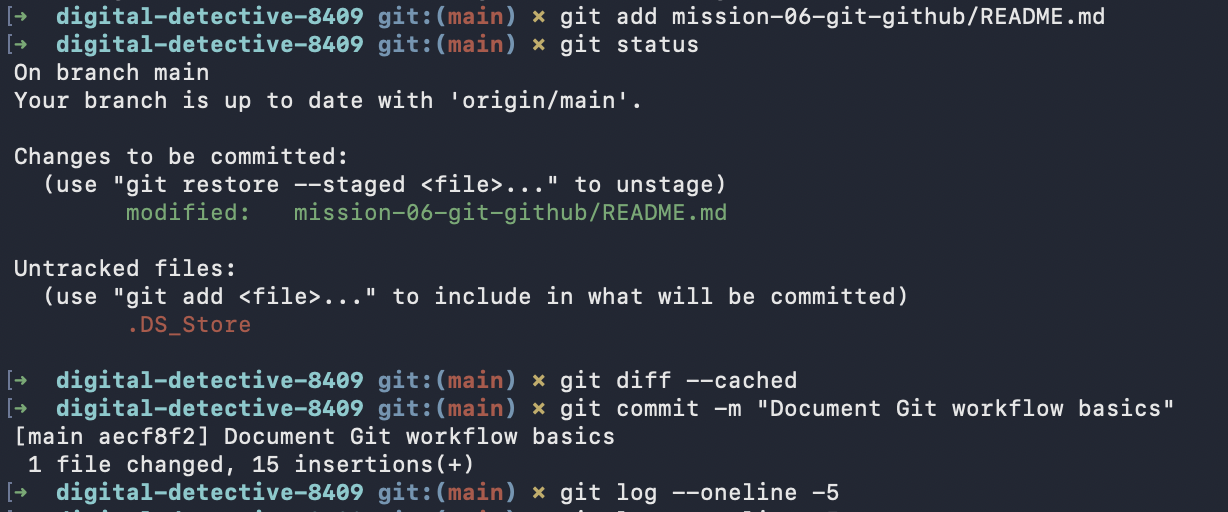 [➜  digital-detective-8409 git:(main) ✗ git add mission-06-git-github/README.md
[➜  digital-detective-8409 git:(main) ✗ git status
On branch main
Your branch is up to date with 'origin/main'.
Changes to be committed:
  (use "git restore --staged <file>..." to unstage)
        modified:   mission-06-git-github/README.md
Untracked files:
  (use "git add <file>..." to include in what will be committed)
        .DS_Store
[➜  digital-detective-8409 git:(main) ✗ git diff --cached
[➜  digital-detective-8409 git:(main) ✗ git commit -m "Document Git workflow basics"
[main aecf8f2] Document Git workflow basics
 1 file changed, 15 insertions(+)
[➜  digital-detective-8409 git:(main) ✗ git log --oneline -5